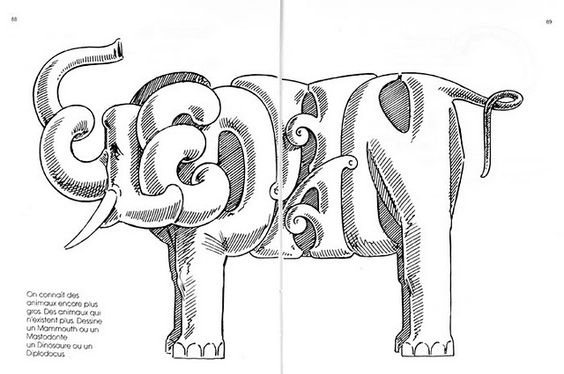 88
89
ELEPHANT
On connaît des
animaux encore plus
gros. Des animaux qui
n'existent plus. Dessine
un Mammouth ou un
Mastodonte
un Dinosaure ou un
Diplodocus